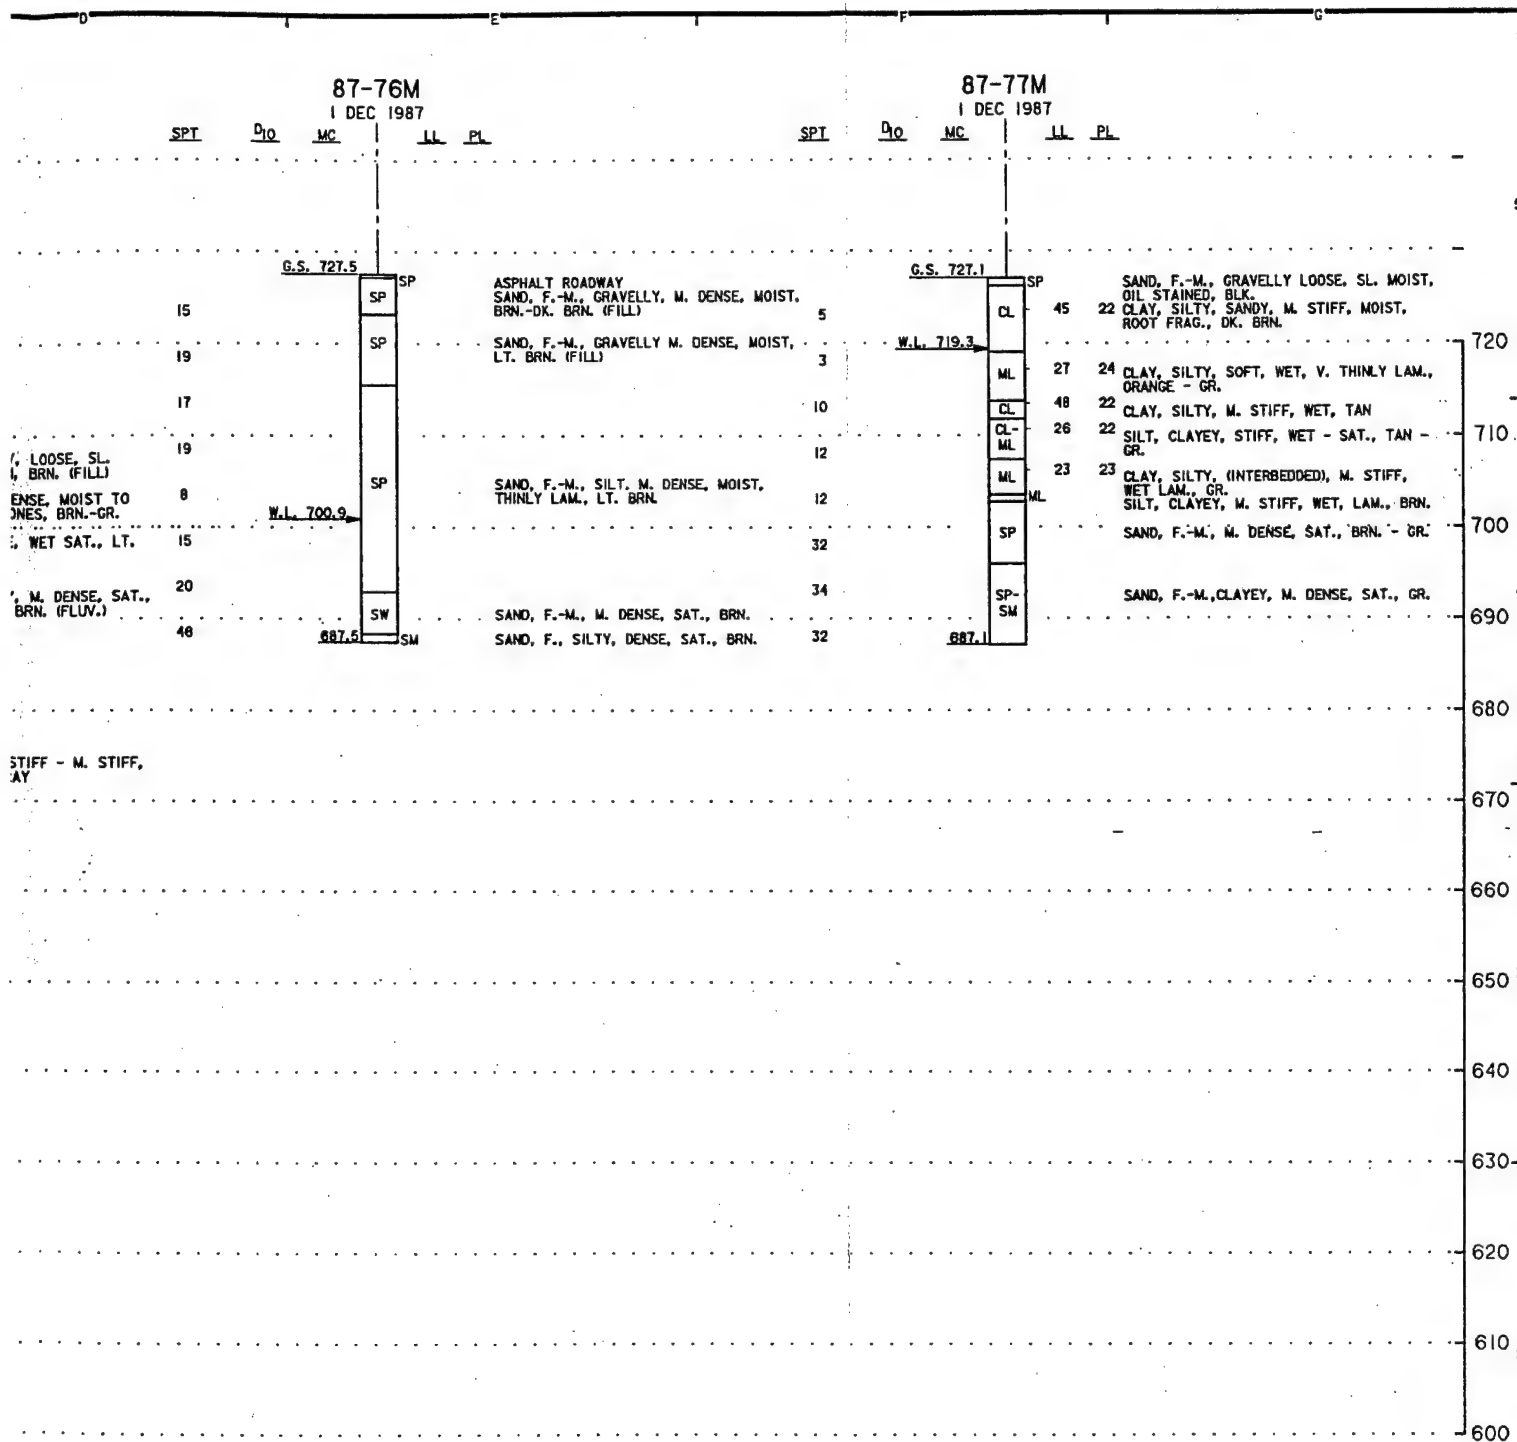 D E F G
87-76M
1 DEC 1987
SPT D10 MC LL PL
G.S. 727.5
SP
ASPHALT ROADWAY
SP
SAND, F.-M., GRAVELLY, M. DENSE, MOIST,
BRN.-DK. BRN. (FILL)
15
SP
SAND, F.-M., GRAVELLY M. DENSE, MOIST,
LT. BRN. (FILL)
19
17
19
SP
SAND, F.-M., SILT. M. DENSE, MOIST,
THINLY LAM., LT. BRN.
8
W.L. 700.9
15
20
SW
SAND, F.-M., M. DENSE, SAT., BRN.
46
687.5
SM
SAND, F., SILTY, DENSE, SAT., BRN.
LOOSE, SL.
BRN. (FILL)
ENSE, MOIST TO
ONES, BRN.-GR.
WET SAT., LT.
M. DENSE, SAT.,
BRN. (FLUV.)
STIFF - M. STIFF,
AY
87-77M
1 DEC 1987
SPT D10 MC LL PL
G.S. 727.1
SP
SAND, F.-M., GRAVELLY LOOSE, SL. MOIST,
OIL STAINED, BLK.
5
CL
45 22 CLAY, SILTY, SANDY, M. STIFF, MOIST,
ROOT FRAG., DK. BRN.
W.L. 719.3
3
ML
27 24 CLAY, SILTY, SOFT, WET, V. THINLY LAM.,
ORANGE - GR.
10
CL
48 22 CLAY, SILTY, M. STIFF, WET, TAN
12
CL-
ML
26 22 SILT, CLAYEY, STIFF, WET - SAT., TAN -
GR.
ML
23 23 CLAY, SILTY, (INTERBEDDED), M. STIFF,
WET LAM., GR.
12
ML
SILT, CLAYEY, M. STIFF, WET, LAM., BRN.
32
SP
SAND, F.-M., M. DENSE, SAT., BRN. - GR.
34
SP-
SM
SAND, F.-M.,CLAYEY, M. DENSE, SAT., GR.
32
687.1
720
710
700
690
680
670
660
650
640
630
620
610
600